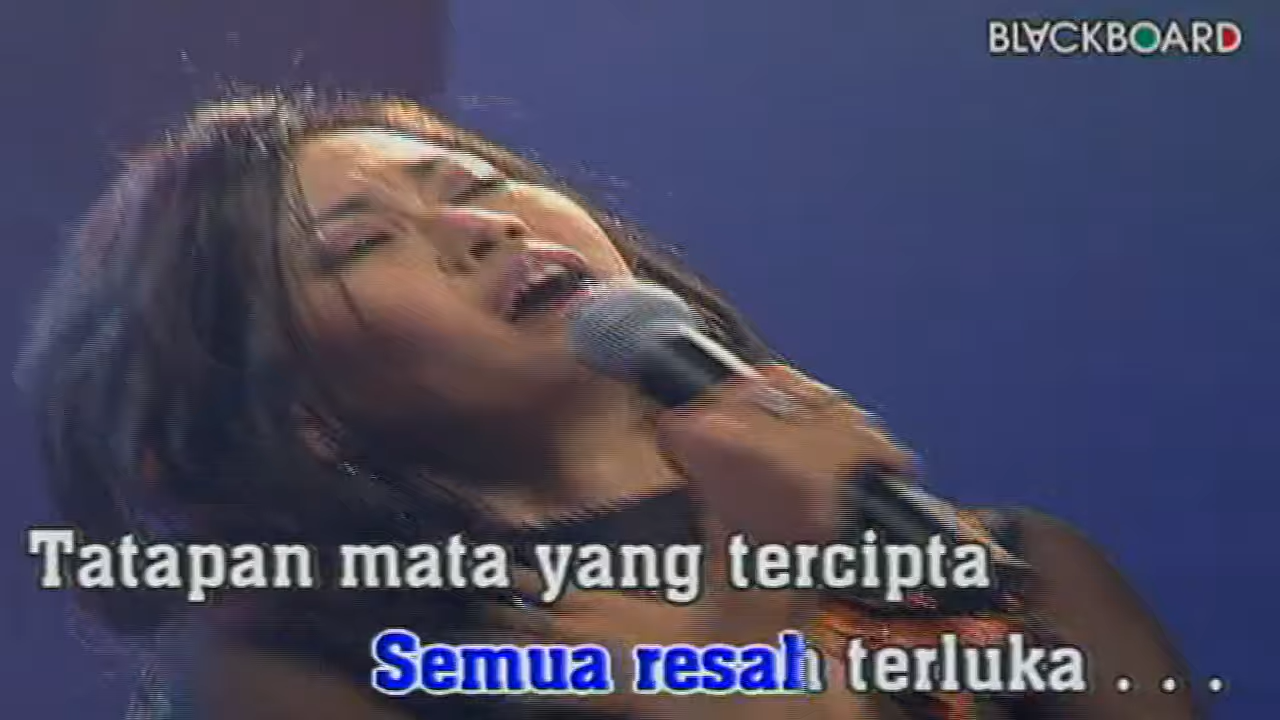 BLACKBOARD
Tatapan mata yang tercipta
Semua resah terluka . . .